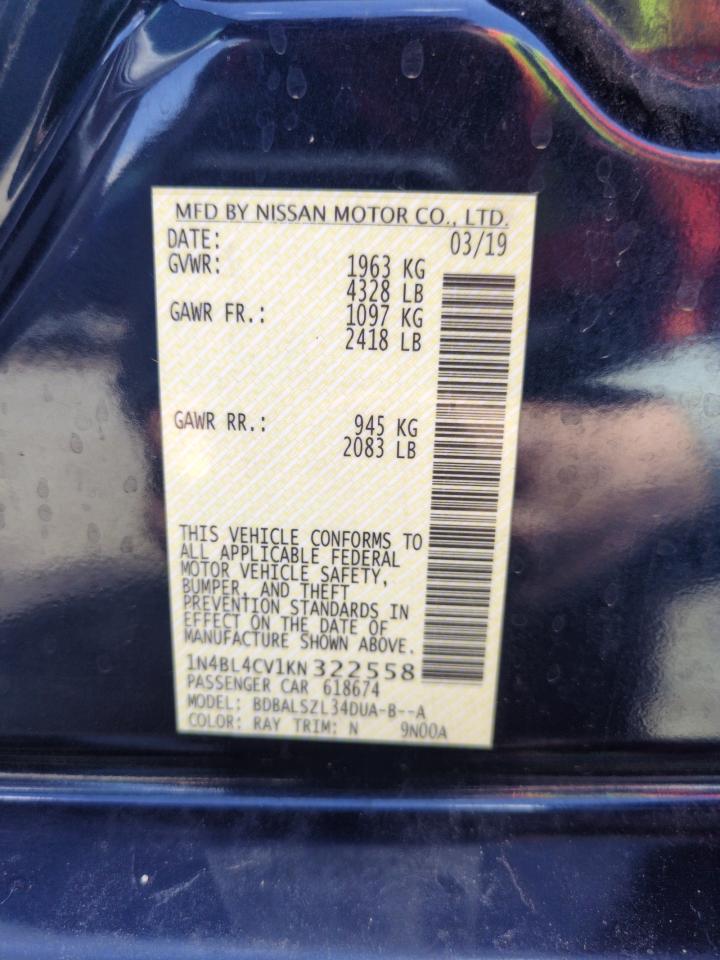 MFD BY NISSAN MOTOR CO., LTD.
DATE: 03/19
GVWR: 1963 KG
4328 LB
GAWR FR.: 1097 KG
2418 LB
GAWR RR.: 945 KG
2083 LB
THIS VEHICLE CONFORMS TO
ALL APPLICABLE FEDERAL
MOTOR VEHICLE SAFETY,
BUMPER, AND THEFT
PREVENTION STANDARDS IN
EFFECT ON THE DATE OF
MANUFACTURE SHOWN ABOVE.
1N4BL4CV1KN322558
PASSENGER CAR 618674
MODEL: BDBALSZL34DUA-B--A
COLOR: RAY TRIM: N 9N00A